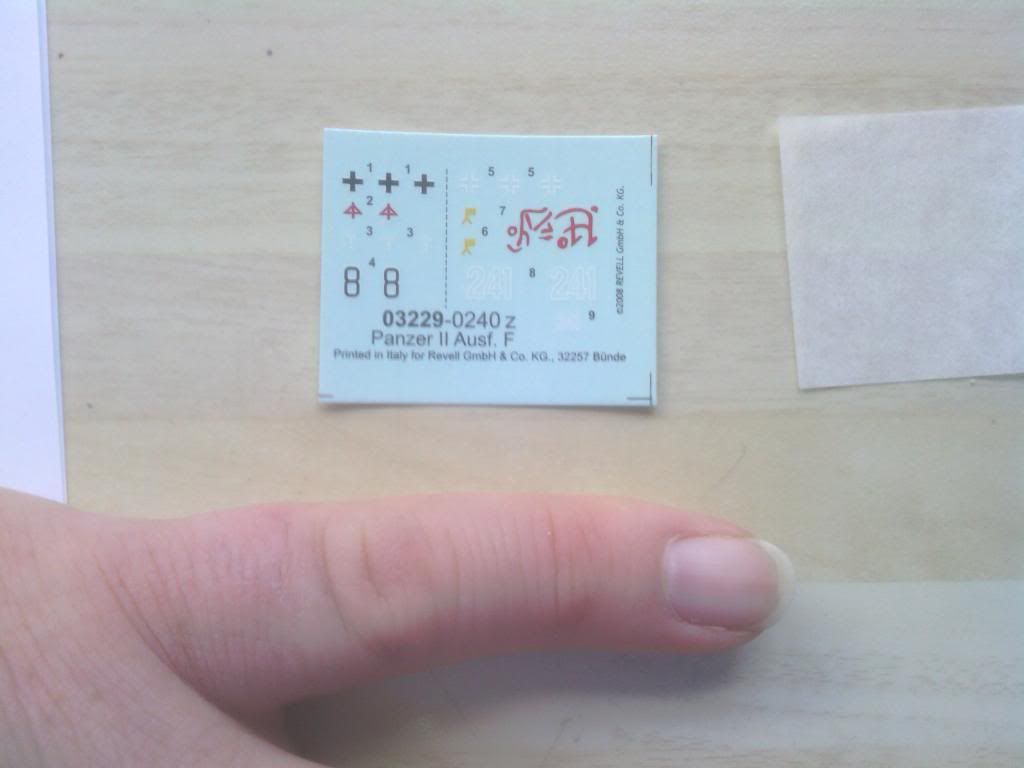 1 1 5 5
2 7
3 3 6
4 8
8 8 241 241
9
03229-0240 z
Panzer II Ausf. F
Printed in Italy for Revell GmbH & Co. KG., 32257 Bünde
©2008 REVELL GmbH & Co. KG.